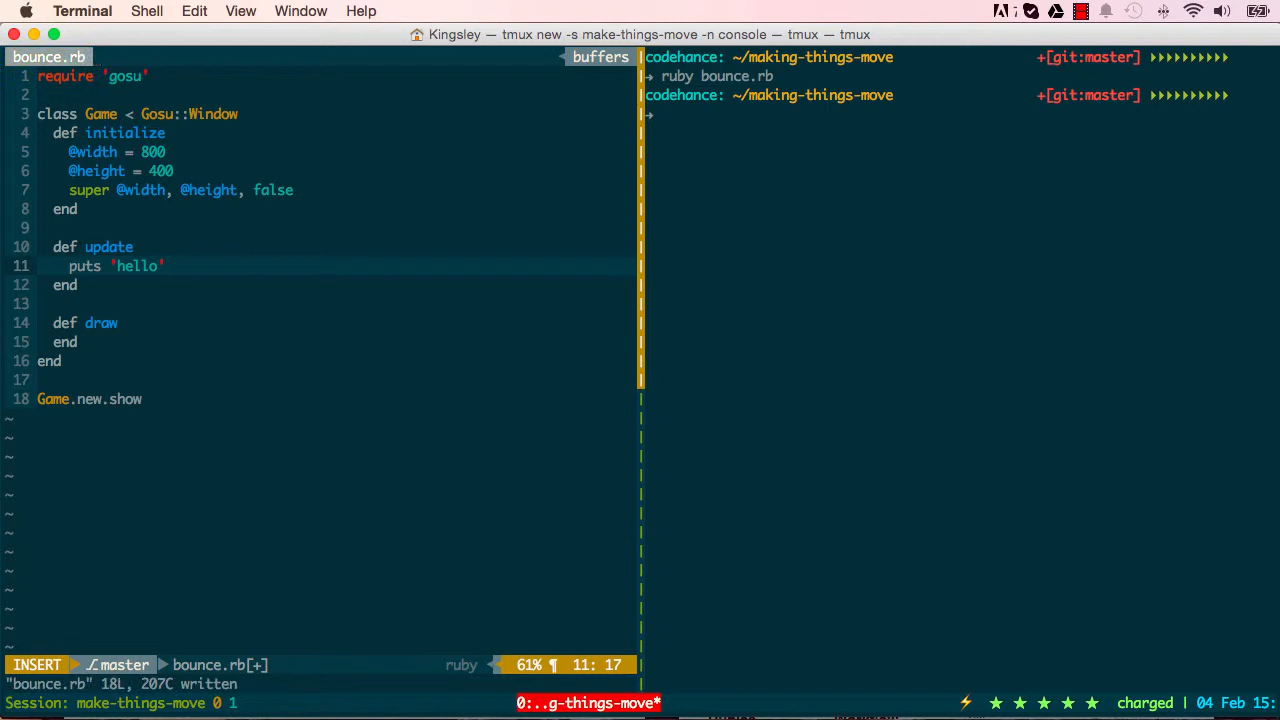 Terminal Shell Edit View Window Help
Kingsley — tmux new -s make-things-move -n console — tmux — tmux
bounce.rb buffers
1 require 'gosu'
2
3 class Game < Gosu::Window
4 def initialize
5 @width = 800
6 @height = 400
7 super @width, @height, false
8 end
9
10 def update
11 puts 'hello'
12 end
13
14 def draw
15 end
16 end
17
18 Game.new.show
~
~
~
~
~
~
~
~
~
~
~
~
~
INSERT master bounce.rb[+] ruby 61% ¶ 11: 17
"bounce.rb" 18L, 207C written
codehance: ~/making-things-move +[git:master]
→ ruby bounce.rb
codehance: ~/making-things-move +[git:master]
→
Session: make-things-move 0 1 0:..g-things-move* ⚡ ★ ★ ★ ★ ★ charged | 04 Feb 15: